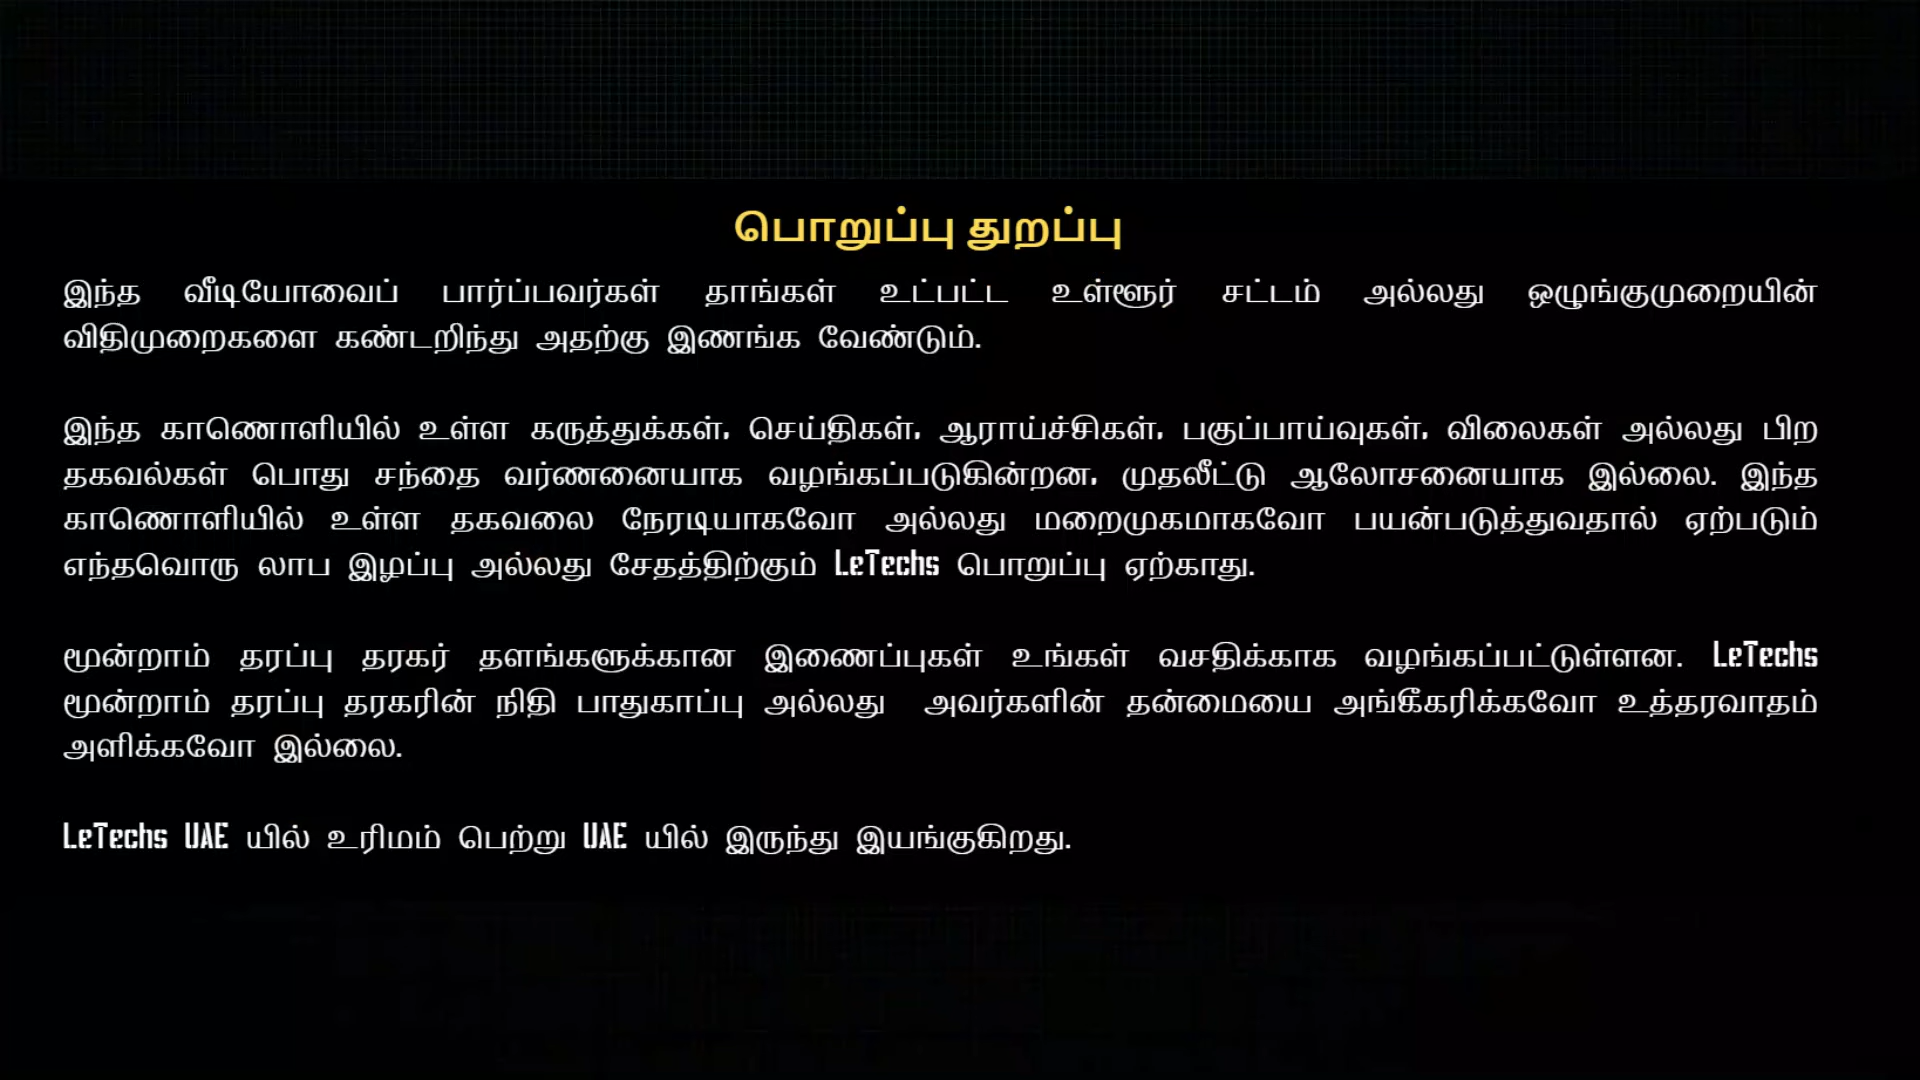 பொறுப்பு துறப்பு
இந்த வீடியோவைப் பார்ப்பவர்கள் தாங்கள் உட்பட்ட உள்ளூர் சட்டம் அல்லது ஒழுங்குமுறையின்
விதிமுறைகளை கண்டறிந்து அதற்கு இணங்க வேண்டும்.
இந்த காணொளியில் உள்ள கருத்துக்கள், செய்திகள், ஆராய்ச்சிகள், பகுப்பாய்வுகள், விலைகள் அல்லது பிற
தகவல்கள் பொது சந்தை வர்ணனையாக வழங்கப்படுகின்றன, முதலீட்டு ஆலோசனையாக இல்லை. இந்த
காணொளியில் உள்ள தகவலை நேரடியாகவோ அல்லது மறைமுகமாகவோ பயன்படுத்துவதால் ஏற்படும்
எந்தவொரு லாப இழப்பு அல்லது சேதத்திற்கும் LeTechs பொறுப்பு ஏற்காது.
மூன்றாம் தரப்பு தரகர் தளங்களுக்கான இணைப்புகள் உங்கள் வசதிக்காக வழங்கப்பட்டுள்ளன. LeTechs
மூன்றாம் தரப்பு தரகரின் நிதி பாதுகாப்பு அல்லது அவர்களின் தன்மையை அங்கீகரிக்கவோ உத்தரவாதம்
அளிக்கவோ இல்லை.
LeTechs UAE யில் உரிமம் பெற்று UAE யில் இருந்து இயங்குகிறது.